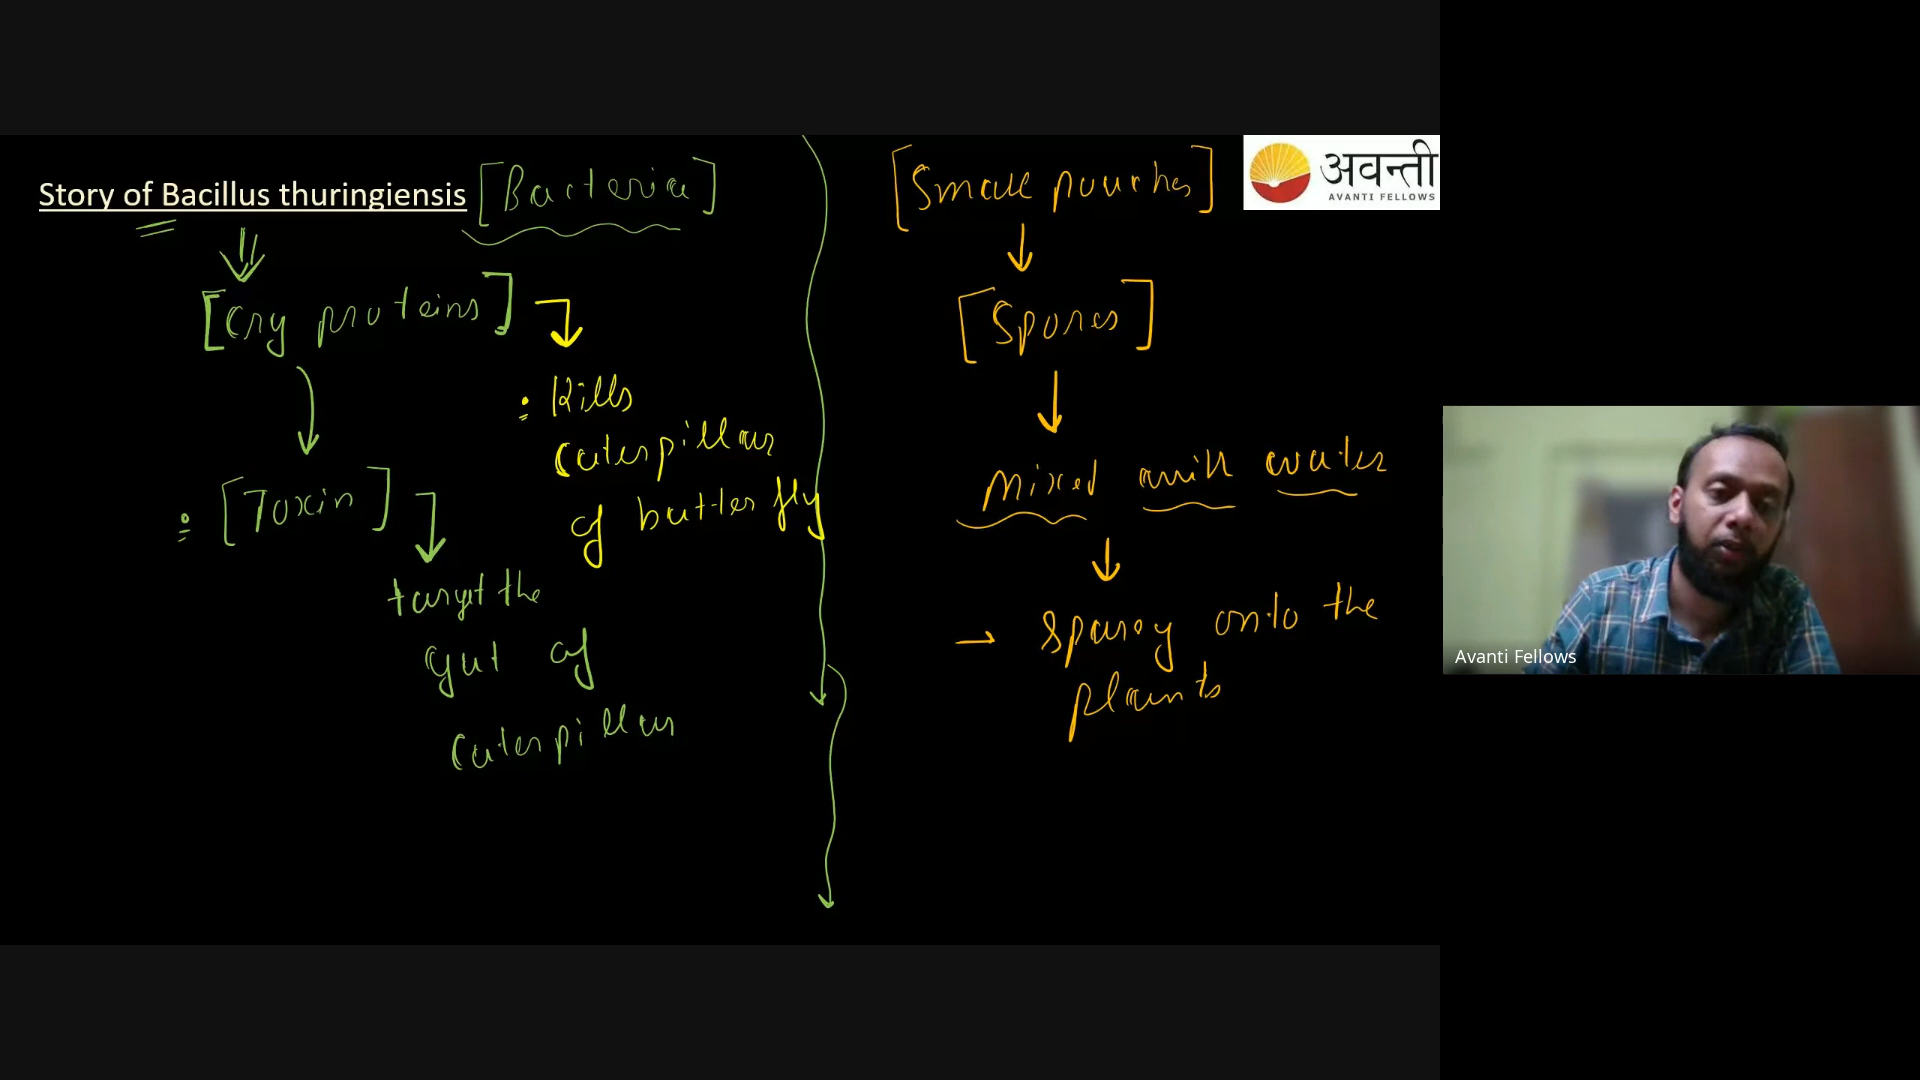 Story of Bacillus thuringiensis [Bacteria]
[Cry proteins]
Kills
caterpillar
of butterfly
[Toxin]
target the
gut of
caterpillar
[Small pouches]
[Spores]
Mixed with water
→ Spray onto the
plants
अवन्ती
AVANTI FELLOWS
Avanti Fellows